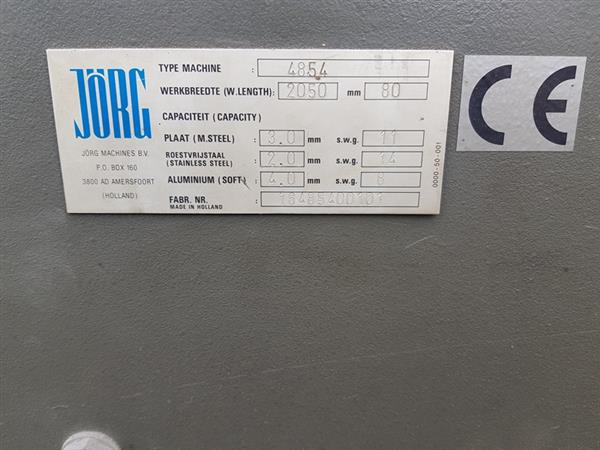 JÖRG
JÖRG MACHINES B.V.
P.O. BOX 160
3800 AD AMERSFOORT
(HOLLAND)
TYPE MACHINE : 4854
WERKBREEDTE (W.LENGTH): 2050 mm 80 "
CAPACITEIT (CAPACITY)
PLAAT (M.STEEL) : 3.0 mm s.w.g. 11
ROESTVRIJSTAAL
(STAINLESS STEEL) : 2.0 mm s.w.g. 14
ALUMINIUM (SOFT) : 4.0 mm s.w.g. 8
FABR. NR. :
MADE IN HOLLAND
0000-50-001
CE